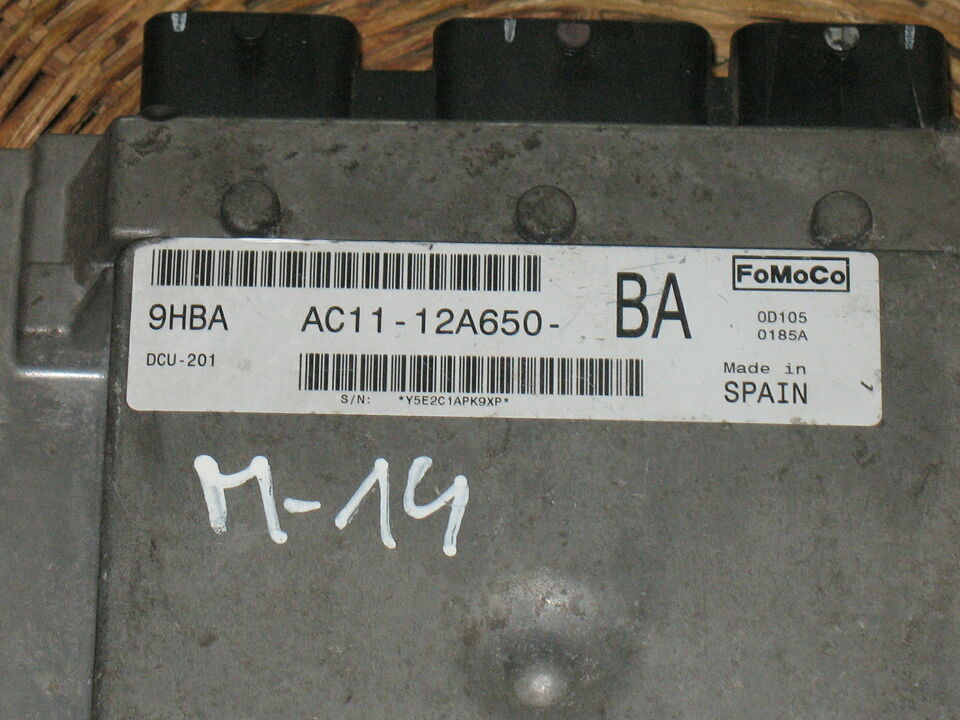 FoMoCo
9HBA AC11-12A650- BA
0D105
0185A
DCU-201
Made in
SPAIN
S/N: *Y5E2C1APK9XP*
M-14